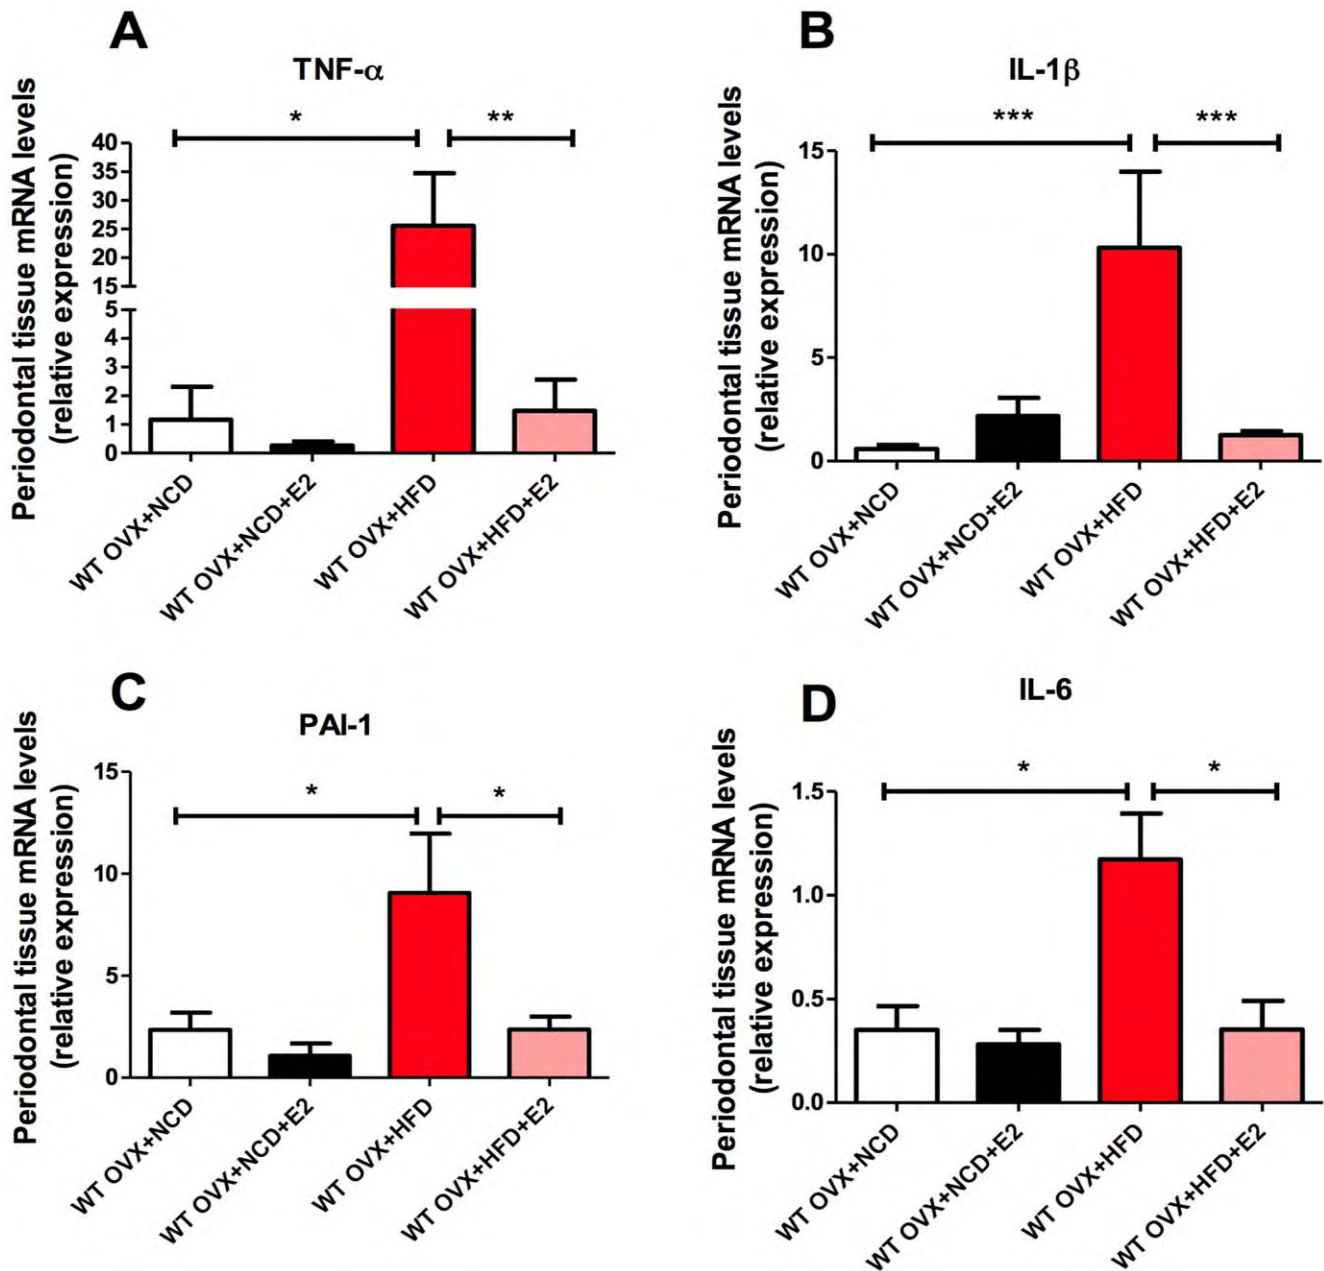 A
TNF-α
Periodontal tissue mRNA levels
(relative expression)
*
**
40
35
30
25
20
15
5
4
3
2
1
0
WT OVX+NCD
WT OVX+NCD+E2
WT OVX+HFD
WT OVX+HFD+E2
B
IL-1β
Periodontal tissue mRNA levels
(relative expression)
***
***
15
10
5
0
WT OVX+NCD
WT OVX+NCD+E2
WT OVX+HFD
WT OVX+HFD+E2
C
PAI-1
Periodontal tissue mRNA levels
(relative expression)
*
*
15
10
5
0
WT OVX+NCD
WT OVX+NCD+E2
WT OVX+HFD
WT OVX+HFD+E2
D
IL-6
Periodontal tissue mRNA levels
(relative expression)
*
*
1.5
1.0
0.5
0.0
WT OVX+NCD
WT OVX+NCD+E2
WT OVX+HFD
WT OVX+HFD+E2